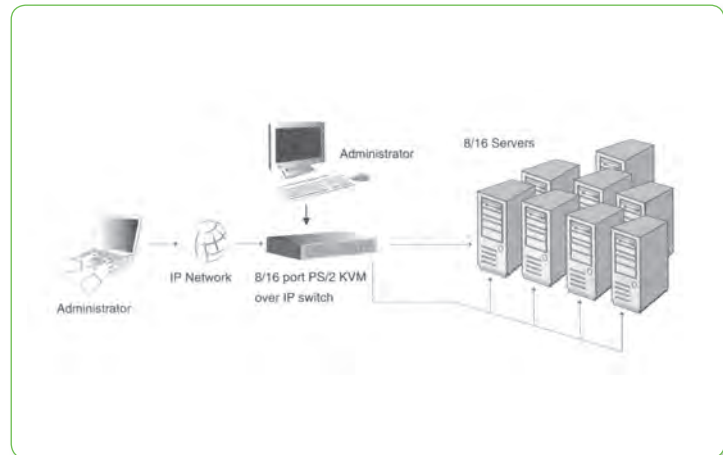 Administrator
8/16 Servers
IP Network
8/16 port PS/2 KVM
over IP switch
Administrator